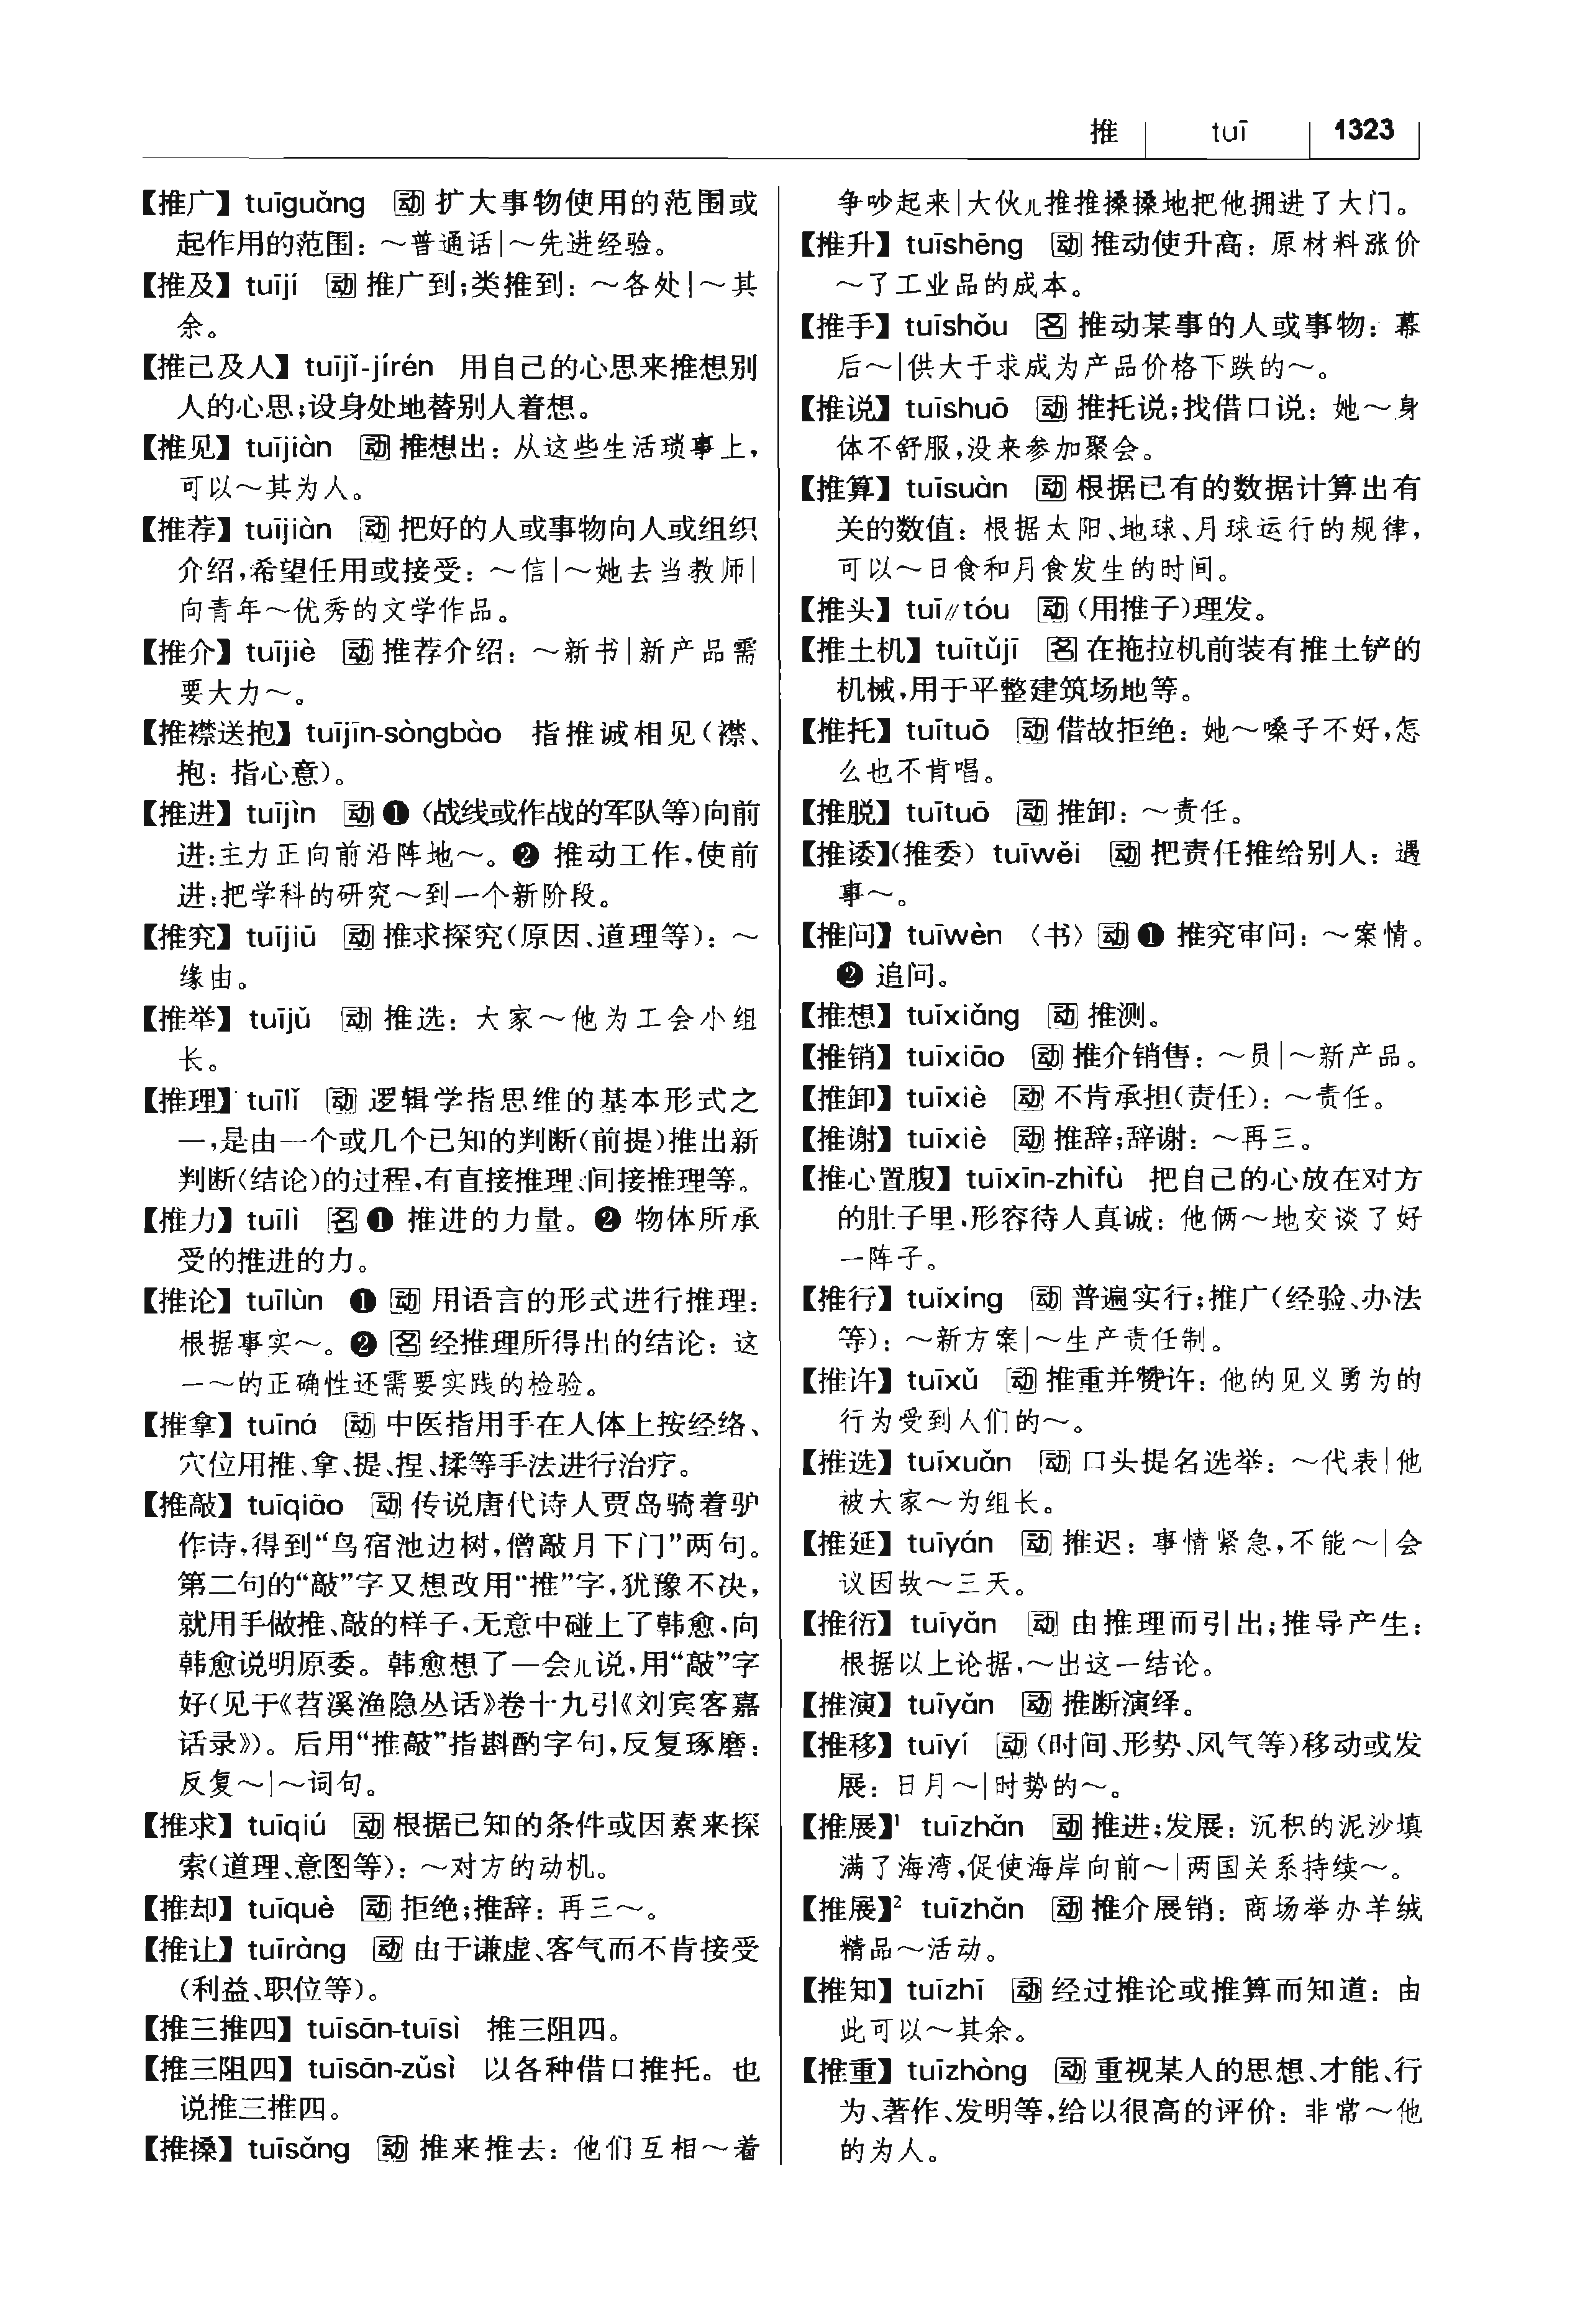 推 tuī 1323
【推广】 tuīguǎng 动 扩大事物使用的范围或
起作用的范围：～普通话|～先进经验。
【推及】 tuījí 动 推广到;类推到：～各处|～其
余。
【推己及人】 tuījǐ-jírén 用自己的心思来推想别
人的心思;设身处地替别人着想。
【推见】 tuījiàn 动 推想出：从这些生活琐事上,
可以～其为人。
【推荐】 tuījiàn 动 把好的人或事物向人或组织
介绍,希望任用或接受：～信|～她去当教师|
向青年～优秀的文学作品。
【推介】 tuījiè 动 推荐介绍：～新书|新产品需
要大力～。
【推襟送抱】 tuījīn-sòngbào 指推诚相见(襟、
抱：指心意)。
【推进】 tuījìn 动 ❶ (战线或作战的军队等)向前
进:主力正向前沿阵地～。❷ 推动工作,使前
进:把学科的研究～到一个新阶段。
【推究】 tuījiū 动 推求探究(原因、道理等)：～
缘由。
【推举】 tuījǔ 动 推选：大家～他为工会小组
长。
【推理】 tuīlǐ 动 逻辑学指思维的基本形式之
一,是由一个或几个已知的判断(前提)推出新
判断(结论)的过程,有直接推理、间接推理等。
【推力】 tuīlì 名 ❶ 推进的力量。❷ 物体所承
受的推进的力。
【推论】 tuīlùn ❶ 动 用语言的形式进行推理：
根据事实～。❷ 名 经推理所得出的结论：这
一～的正确性还需要实践的检验。
【推拿】 tuīná 动 中医指用手在人体上按经络、
穴位用推、拿、提、捏、揉等手法进行治疗。
【推敲】 tuīqiāo 动 传说唐代诗人贾岛骑着驴
作诗,得到“鸟宿池边树,僧敲月下门”两句。
第二句的“敲”字又想改用“推”字,犹豫不决,
就用手做推、敲的样子,无意中碰上了韩愈,向
韩愈说明原委。韩愈想了一会儿说,用“敲”字
好(见于《苕溪渔隐丛话》卷十九引《刘宾客嘉
话录》)。后用“推敲”指斟酌字句,反复琢磨：
反复～|～词句。
【推求】 tuīqiú 动 根据已知的条件或因素来探
索(道理、意图等)：～对方的动机。
【推却】 tuīquè 动 拒绝;推辞：再三～。
【推让】 tuīràng 动 由于谦虚、客气而不肯接受
(利益、职位等)。
【推三推四】 tuīsān-tuīsì 推三阻四。
【推三阻四】 tuīsān-zǔsì 以各种借口推托。也
说推三推四。
【推搡】 tuīsǎng 动 推来推去：他们互相～着
争吵起来|大伙儿推推搡搡地把他拥进了大门。
【推升】 tuīshēng 动 推动使升高：原材料涨价
～了工业品的成本。
【推手】 tuīshǒu 名 推动某事的人或事物：幕
后～|供大于求成为产品价格下跌的～。
【推说】 tuīshuō 动 推托说;找借口说：她～身
体不舒服,没来参加聚会。
【推算】 tuīsuàn 动 根据已有的数据计算出有
关的数值：根据太阳、地球、月球运行的规律,
可以～日食和月食发生的时间。
【推头】 tuī∥tóu 动 (用推子)理发。
【推土机】 tuītǔjī 名 在拖拉机前装有推土铲的
机械,用于平整建筑场地等。
【推托】 tuītuō 动 借故拒绝：她～嗓子不好,怎
么也不肯唱。
【推脱】 tuītuō 动 推卸：～责任。
【推诿】(推委) tuīwěi 动 把责任推给别人：遇
事～。
【推问】 tuīwèn 〈书〉 动 ❶ 推究审问：～案情。
❷ 追问。
【推想】 tuīxiǎng 动 推测。
【推销】 tuīxiāo 动 推介销售：～员|～新产品。
【推卸】 tuīxiè 动 不肯承担(责任)：～责任。
【推谢】 tuīxiè 动 推辞;辞谢：～再三。
【推心置腹】 tuīxīn-zhìfù 把自己的心放在对方
的肚子里,形容待人真诚：他俩～地交谈了好
一阵子。
【推行】 tuīxíng 动 普遍实行;推广(经验、办法
等)：～新方案|～生产责任制。
【推许】 tuīxǔ 动 推重并赞许：他的见义勇为的
行为受到人们的～。
【推选】 tuīxuǎn 动 口头提名选举：～代表|他
被大家～为组长。
【推延】 tuīyán 动 推迟：事情紧急,不能～|会
议因故～三天。
【推衍】 tuīyǎn 动 由推理而引出;推导产生：
根据以上论据,～出这一结论。
【推演】 tuīyǎn 动 推断演绎。
【推移】 tuīyí 动 (时间、形势、风气等)移动或发
展：日月～|时势的～。
【推展】¹ tuīzhǎn 动 推进;发展：沉积的泥沙填
满了海湾,促使海岸向前～|两国关系持续～。
【推展】² tuīzhǎn 动 推介展销：商场举办羊绒
精品～活动。
【推知】 tuīzhī 动 经过推论或推算而知道：由
此可以～其余。
【推重】 tuīzhòng 动 重视某人的思想、才能、行
为、著作、发明等,给以很高的评价：非常～他
的为人。